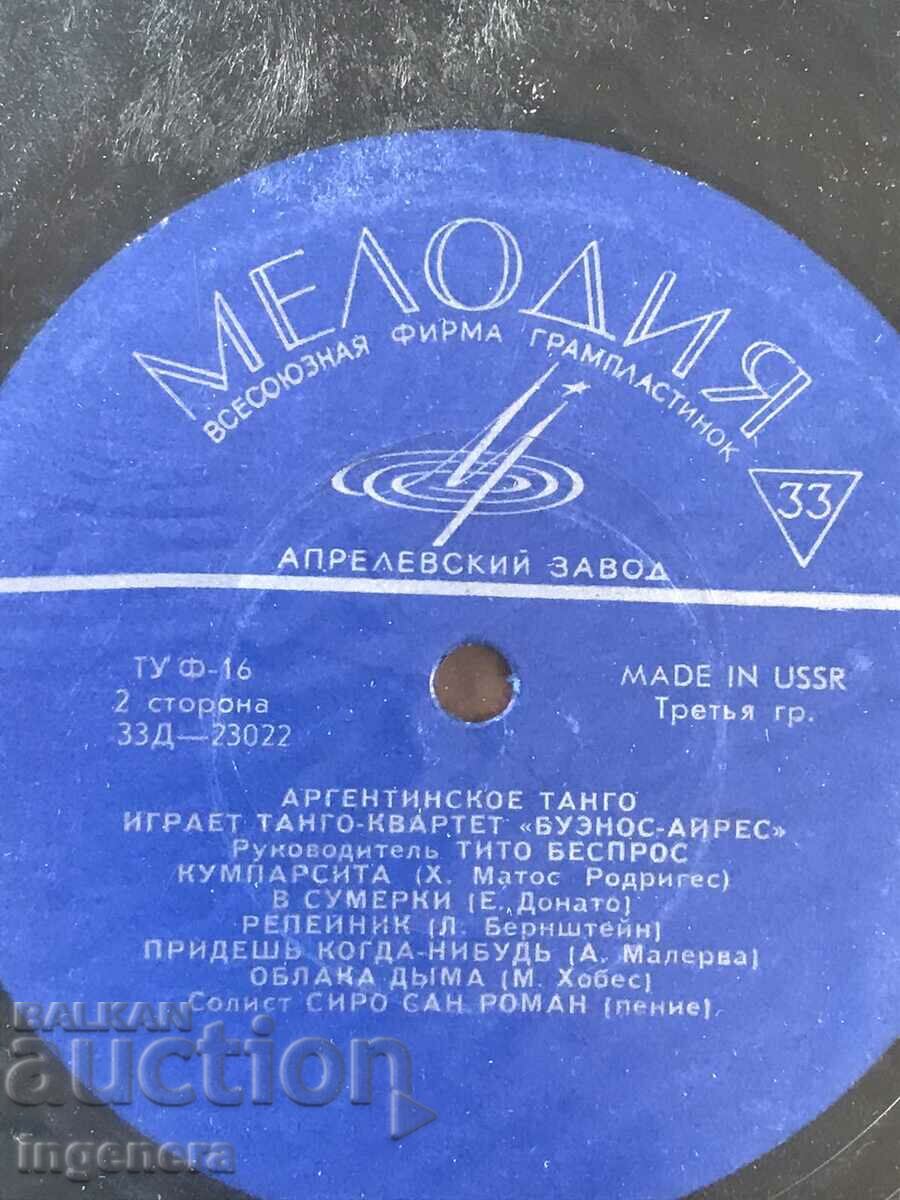 МЕЛОДИЯ
ВСЕСОЮЗНАЯ ФИРМА ГРАМПЛАСТИНОК
33
АПРЕЛЕВСКИЙ ЗАВОД
ТУ Ф-16
2 сторона
33Д—23022
MADE IN USSR
Третья гр.
АРГЕНТИНСКОЕ ТАНГО
ИГРАЕТ ТАНГО-КВАРТЕТ «БУЭНОС-АЙРЕС»
Руководитель ТИТО БЕСПРОС
КУМПАРСИТА (Х. Матос Родригес)
В СУМЕРКИ (Е. Донато)
РЕПЕЙНИК (Л. Бернштейн)
ПРИДЕШЬ КОГДА-НИБУДЬ (А. Малерва)
ОБЛАКА ДЫМА (М. Хобес)
Солист СИРО САН РОМАН (пение)
BALKAN
auction
ingenera